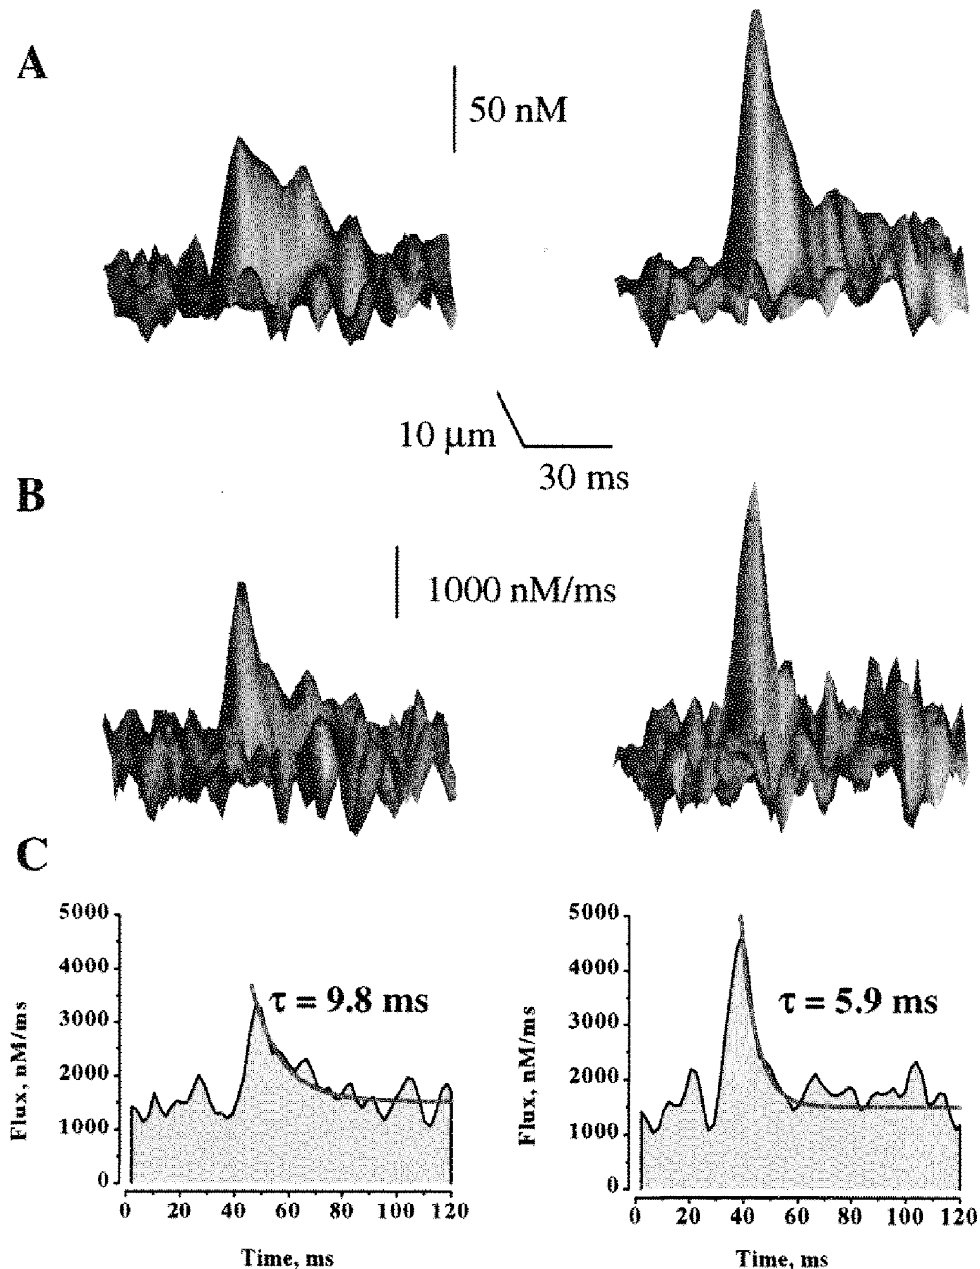 A
50 nM
10 μm
30 ms
B
1000 nM/ms
C
Flux, nM/ms
5000
4000
3000
2000
1000
0
τ = 9.8 ms
0 20 40 60 80 100 120
Time, ms
Flux, nM/ms
5000
4000
3000
2000
1000
0
τ = 5.9 ms
0 20 40 60 80 100 120
Time, ms